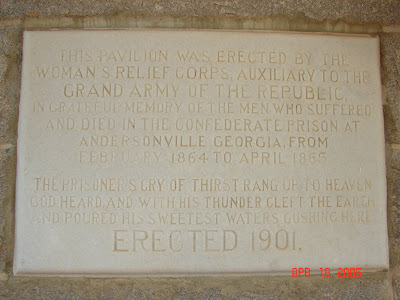 THIS PAVILION WAS ERECTED BY THE
WOMAN'S RELIEF CORPS, AUXILIARY TO THE
GRAND ARMY OF THE REPUBLIC,
IN GRATEFUL MEMORY OF THE MEN WHO SUFFERED
AND DIED IN THE CONFEDERATE PRISON AT
ANDERSONVILLE GEORGIA, FROM
FEBRUARY 1864 TO APRIL 1865
THE PRISONER'S CRY OF THIRST RANG UP TO HEAVEN
GOD HEARD, AND WITH HIS THUNDER CLEFT THE EARTH
AND POURED HIS SWEETEST WATERS GUSHING HERE
ERECTED 1901.
APR 10 2005